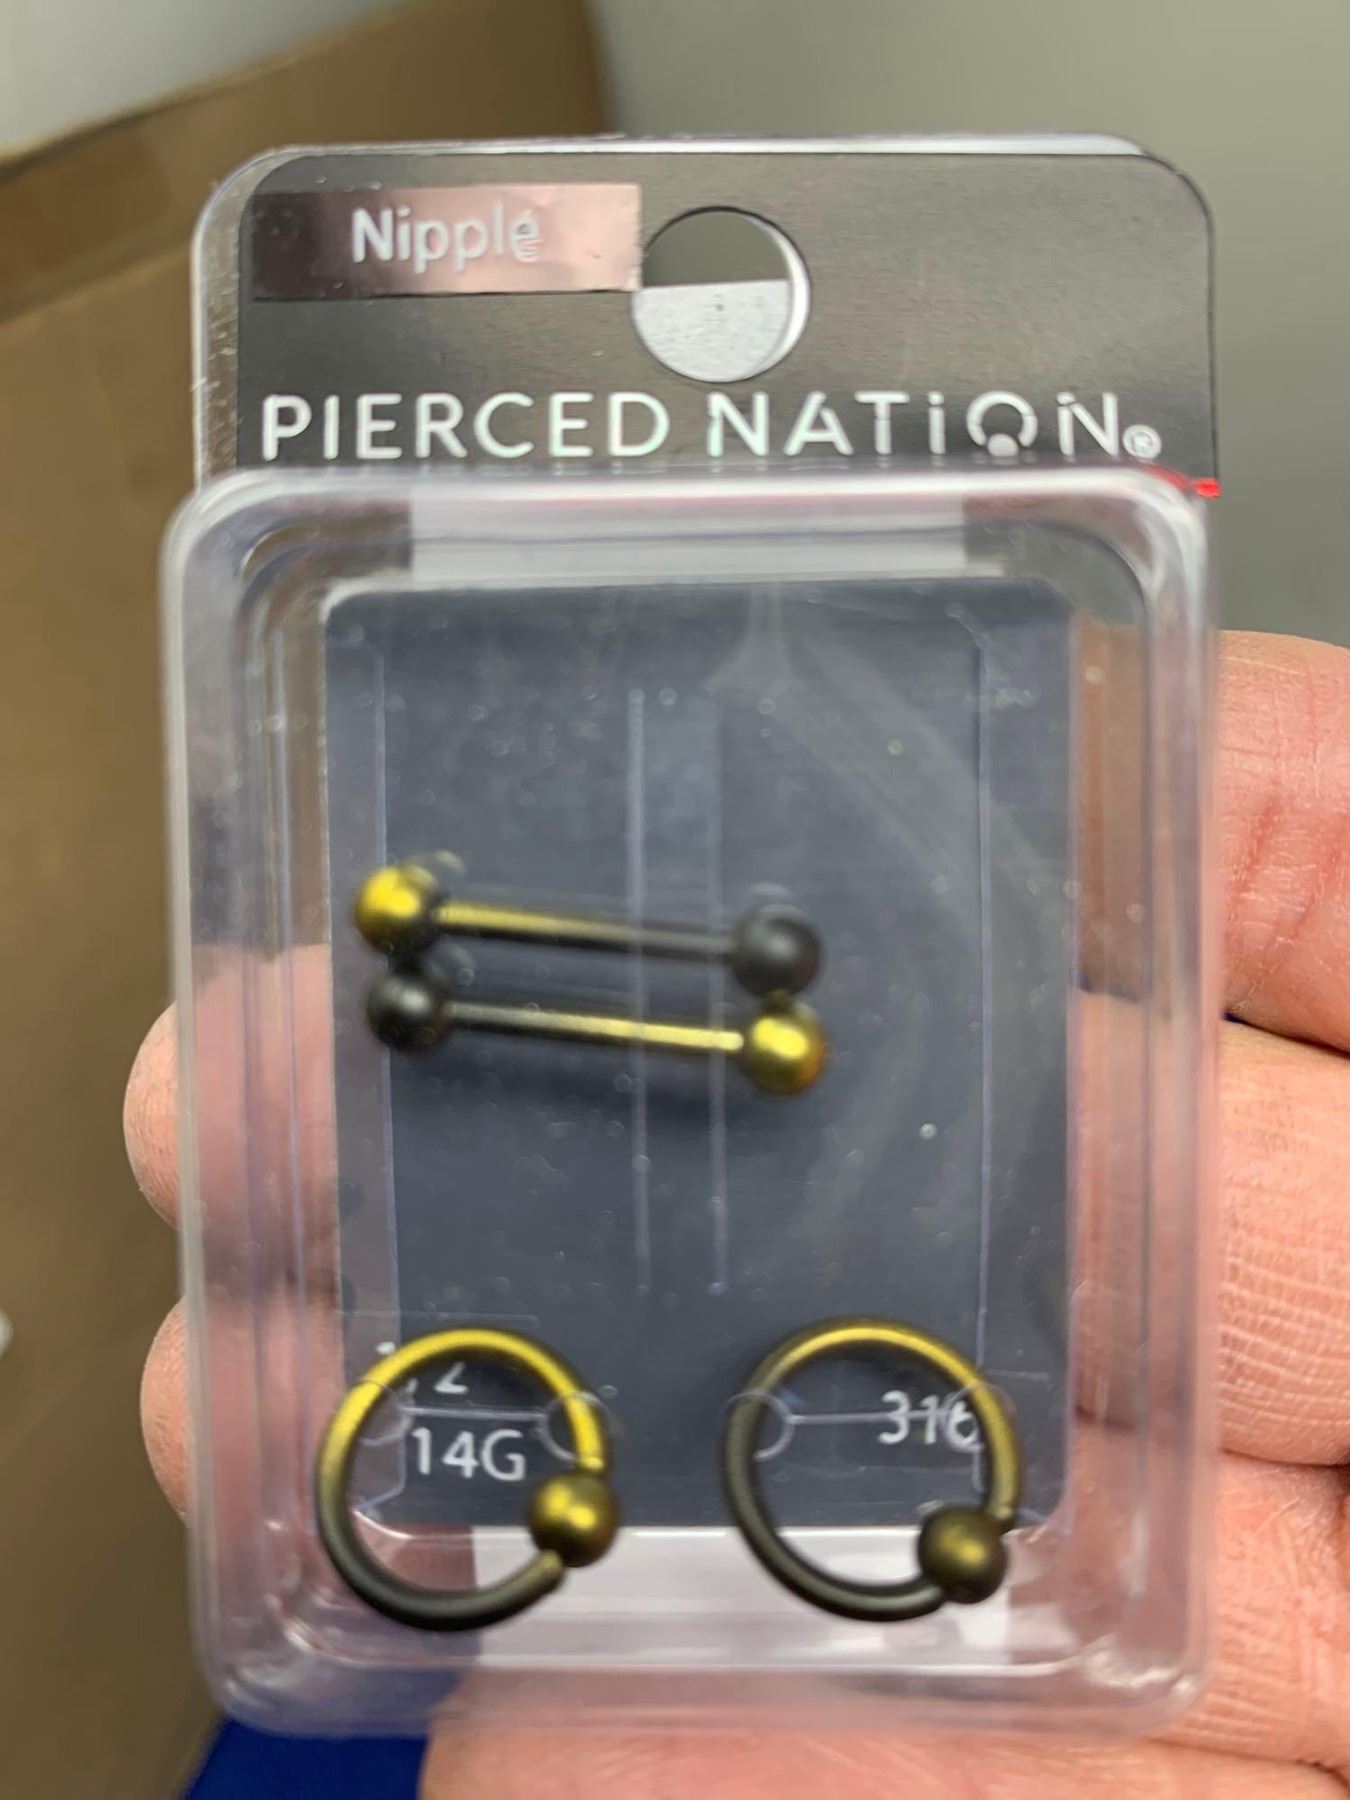 Nipple
PIERCED NATION®
14G
316